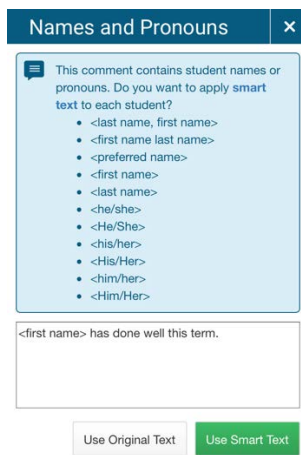 Names and Pronouns ×
This comment contains student names or
pronouns. Do you want to apply smart
text to each student?
• <last name, first name>
• <first name last name>
• <preferred name>
• <first name>
• <last name>
• <he/she>
• <He/She>
• <his/her>
• <His/Her>
• <him/her>
• <Him/Her>
<first name> has done well this term.
Use Original Text Use Smart Text